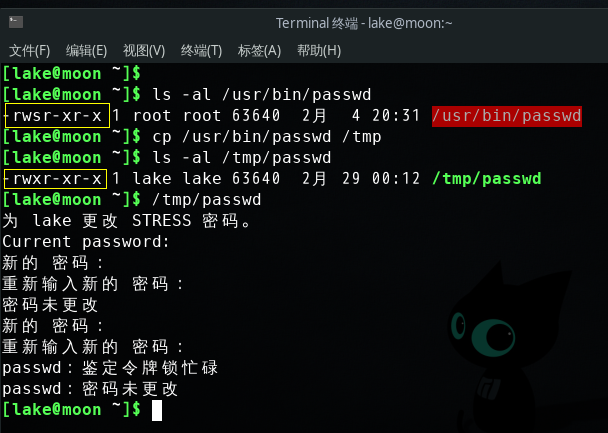 Terminal 终端 - lake@moon:~
文件(F) 编辑(E) 视图(V) 终端(T) 标签(A) 帮助(H)
[lake@moon ~]$
[lake@moon ~]$ ls -al /usr/bin/passwd
-rwsr-xr-x 1 root root 63640 2月 4 20:31 /usr/bin/passwd
[lake@moon ~]$ cp /usr/bin/passwd /tmp
[lake@moon ~]$ ls -al /tmp/passwd
-rwxr-xr-x 1 lake lake 63640 2月 29 00:12 /tmp/passwd
[lake@moon ~]$ /tmp/passwd
为 lake 更改 STRESS 密码。
Current password:
新的 密码：
重新输入新的 密码：
密码未更改
新的 密码：
重新输入新的 密码：
passwd：鉴定令牌锁忙碌
passwd：密码未更改
[lake@moon ~]$